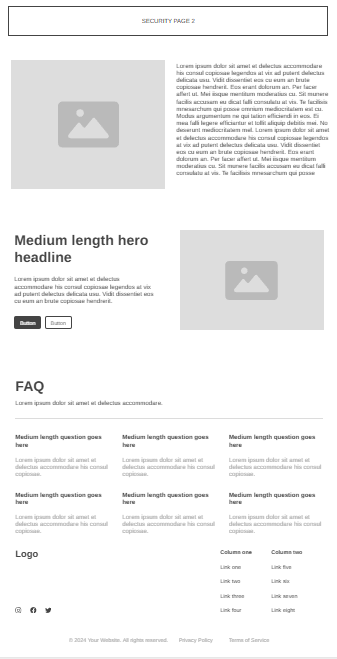 SECURITY PAGE 2
Lorem ipsum dolor sit amet et delectus accommodare
his consul copiosae legendos at vix ad putent delectus
delicata usu. Vidit dissentiet eos cu eum an brute
copiosae hendrerit. Eos erant dolorum an. Per facer
affert ut. Mei iisque mentitum moderatius cu. Sit munere
facilis accusam eu dicat falli consulatu at vis. Te facilisis
mnesarchum qui posse omnium mediocritatem est cu.
Modus argumentum ne qui tation efficiendi in eos. Ei
mea falli legere efficiantur et tollit aliquip debitis mei. No
deserunt mediocritatem mel. Lorem ipsum dolor sit amet
et delectus accommodare his consul copiosae legendos
at vix ad putent delectus delicata usu. Vidit dissentiet
eos cu eum an brute copiosae hendrerit. Eos erant
dolorum an. Per facer affert ut. Mei iisque mentitum
moderatius cu. Sit munere facilis accusam eu dicat falli
consulatu at vis. Te facilisis mnesarchum qui posse
Medium length hero
headline
Lorem ipsum dolor sit amet et delectus
accommodare his consul copiosae legendos at vix
ad putent delectus delicata usu. Vidit dissentiet eos
cu eum an brute copiosae hendrerit.
Button Button
FAQ
Lorem ipsum dolor sit amet et delectus accommodare.
Medium length question goes
here
Lorem ipsum dolor sit amet et
delectus accommodare his consul
copiosae.
Medium length question goes
here
Lorem ipsum dolor sit amet et
delectus accommodare his consul
copiosae.
Medium length question goes
here
Lorem ipsum dolor sit amet et
delectus accommodare his consul
copiosae.
Medium length question goes
here
Lorem ipsum dolor sit amet et
delectus accommodare his consul
copiosae.
Medium length question goes
here
Lorem ipsum dolor sit amet et
delectus accommodare his consul
copiosae.
Medium length question goes
here
Lorem ipsum dolor sit amet et
delectus accommodare his consul
copiosae.
Logo
Column one
Link one
Link two
Link three
Link four
Column two
Link five
Link six
Link seven
Link eight
© 2024 Your Website. All rights reserved. Privacy Policy Terms of Service